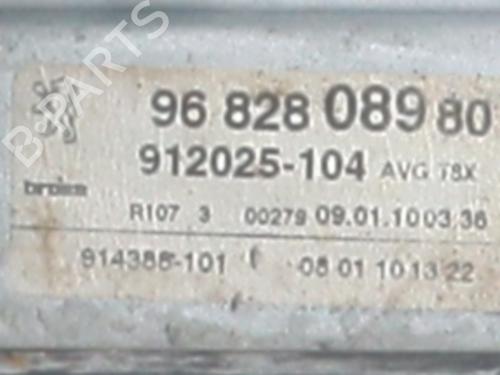 B-PARTS
96 828 089 80
912025-104 AVG T8X
brose
R107 3 00279 09.01.10 03 36
914386-101 08 01 10 13 22